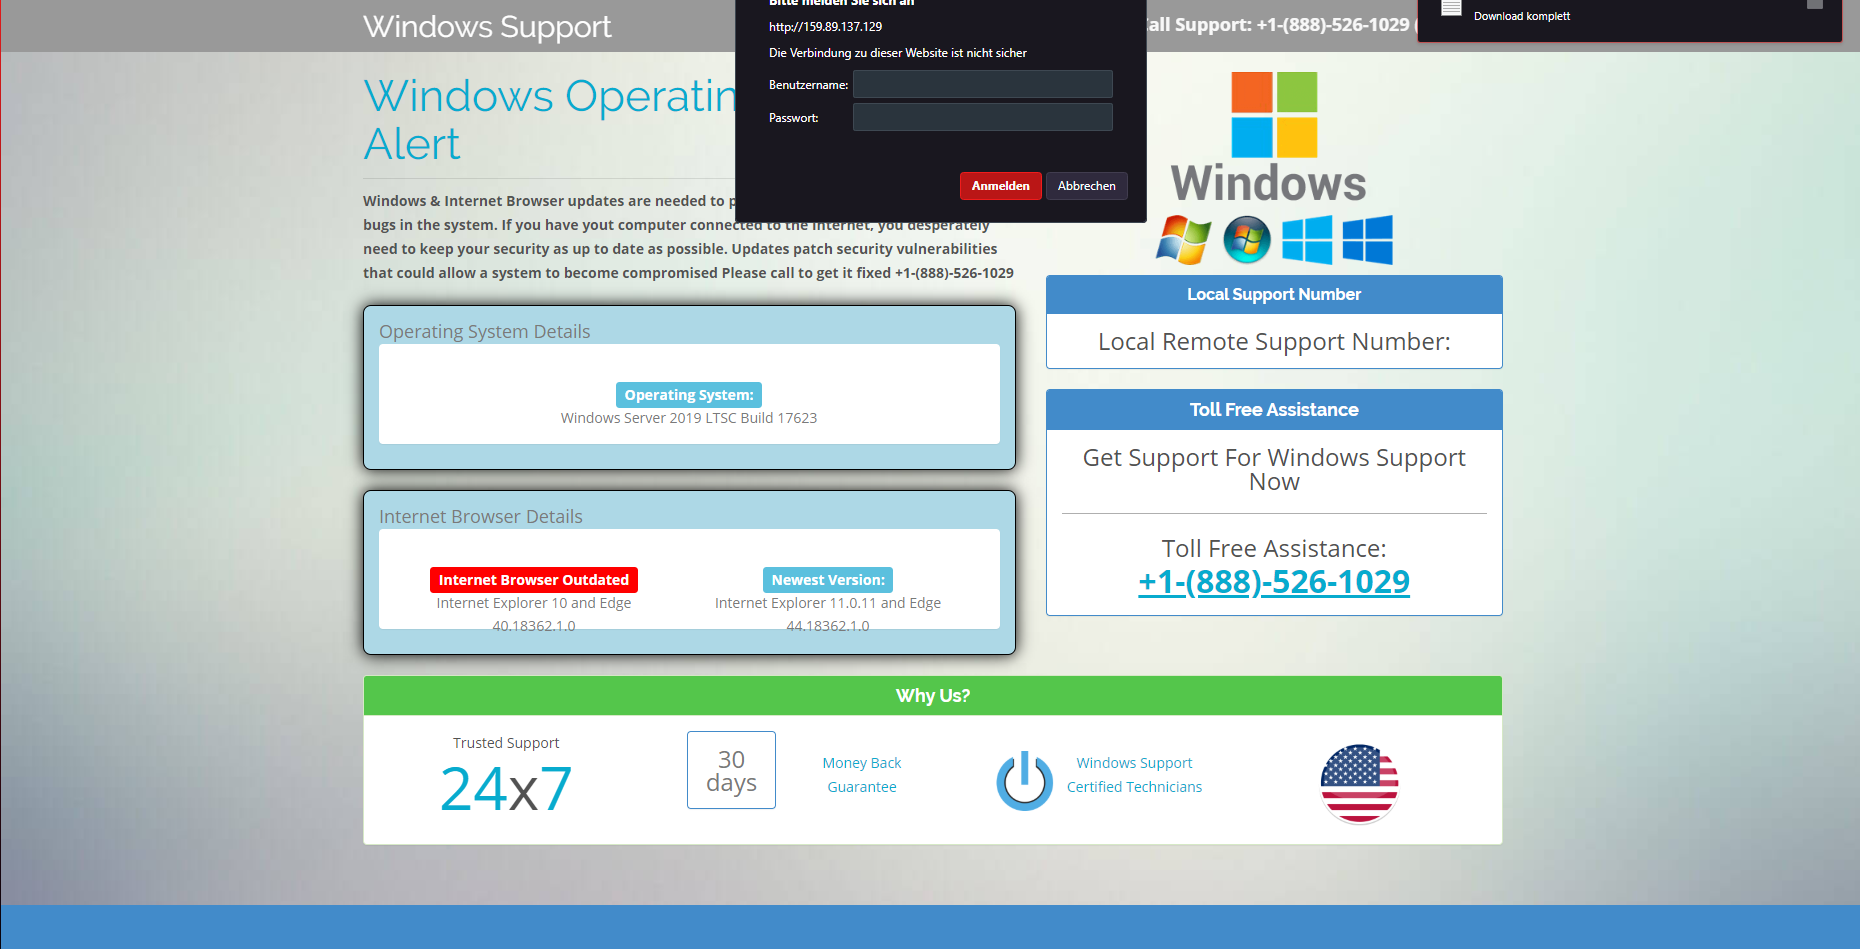 Windows Support
Bitte melden Sie sich an
http://159.89.137.129
Die Verbindung zu dieser Website ist nicht sicher
Benutzername:
Passwort:
Anmelden
Abbrechen
all Support: +1-(888)-526-1029 (
Download komplett
Windows Operatin
Alert
Windows & Internet Browser updates are needed to p
bugs in the system. If you have yout computer connected to the internet, you desperately
need to keep your security as up to date as possible. Updates patch security vulnerabilities
that could allow a system to become compromised Please call to get it fixed +1-(888)-526-1029
Operating System Details
Operating System:
Windows Server 2019 LTSC Build 17623
Internet Browser Details
Internet Browser Outdated
Internet Explorer 10 and Edge
40.18362.1.0
Newest Version:
Internet Explorer 11.0.11 and Edge
44.18362.1.0
Windows
Local Support Number
Local Remote Support Number:
Toll Free Assistance
Get Support For Windows Support
Now
Toll Free Assistance:
+1-(888)-526-1029
Why Us?
Trusted Support
24x7
30
days
Money Back
Guarantee
Windows Support
Certified Technicians